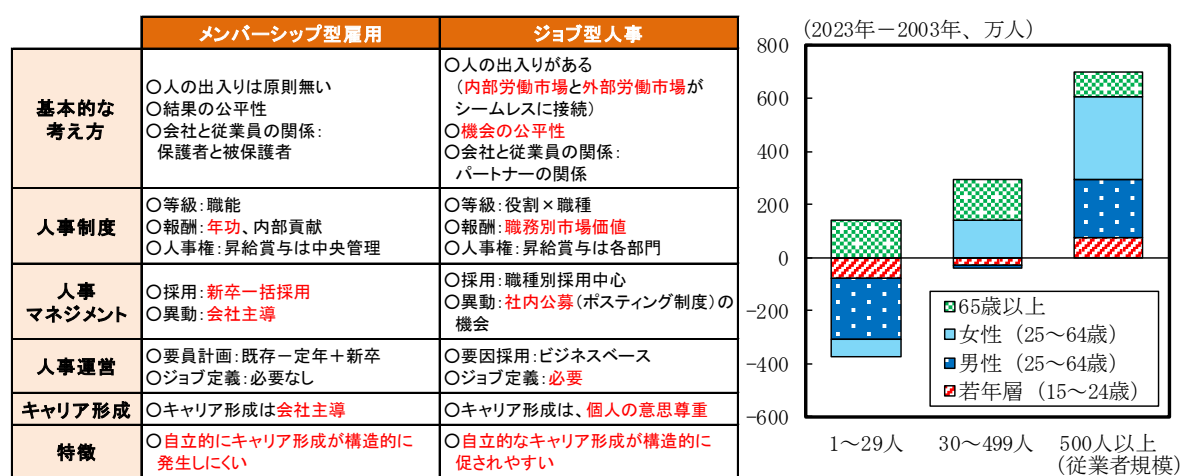 メンバーシップ型雇用
ジョブ型人事
基本的な
考え方
○人の出入りは原則無い
○結果の公平性
○会社と従業員の関係：
保護者と被保護者
○人の出入りがある
（内部労働市場と外部労働市場が
シームレスに接続）
○機会の公平性
○会社と従業員の関係：
パートナーの関係
人事制度
○等級：職能
○報酬：年功、内部貢献
○人事権：昇給賞与は中央管理
○等級：役割×職種
○報酬：職務別市場価値
○人事権：昇給賞与は各部門
人事
マネジメント
○採用：新卒一括採用
○異動：会社主導
○採用：職種別採用中心
○異動：社内公募（ポスティング制度）の
機会
人事運営
○要員計画：既存－定年＋新卒
○ジョブ定義：必要なし
○要因採用：ビジネスベース
○ジョブ定義：必要
キャリア形成
○キャリア形成は会社主導
○キャリア形成は、個人の意思尊重
特徴
○自立的にキャリア形成が構造的に
発生しにくい
○自立的なキャリア形成が構造的に
促されやすい
（2023年－2003年、万人）
800
600
400
200
0
−200
−400
−600
65歳以上
女性（25～64歳）
男性（25～64歳）
若年層（15～24歳）
1～29人
30～499人
500人以上
（従業者規模）